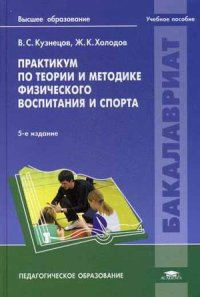 Высшее образование
Учебное пособие
В. С. Кузнецов, Ж. К. Холодов
ПРАКТИКУМ
ПО ТЕОРИИ И МЕТОДИКЕ
ФИЗИЧЕСКОГО
ВОСПИТАНИЯ И СПОРТА
5-е издание
БАКАЛАВРИАТ
ПЕДАГОГИЧЕСКОЕ ОБРАЗОВАНИЕ